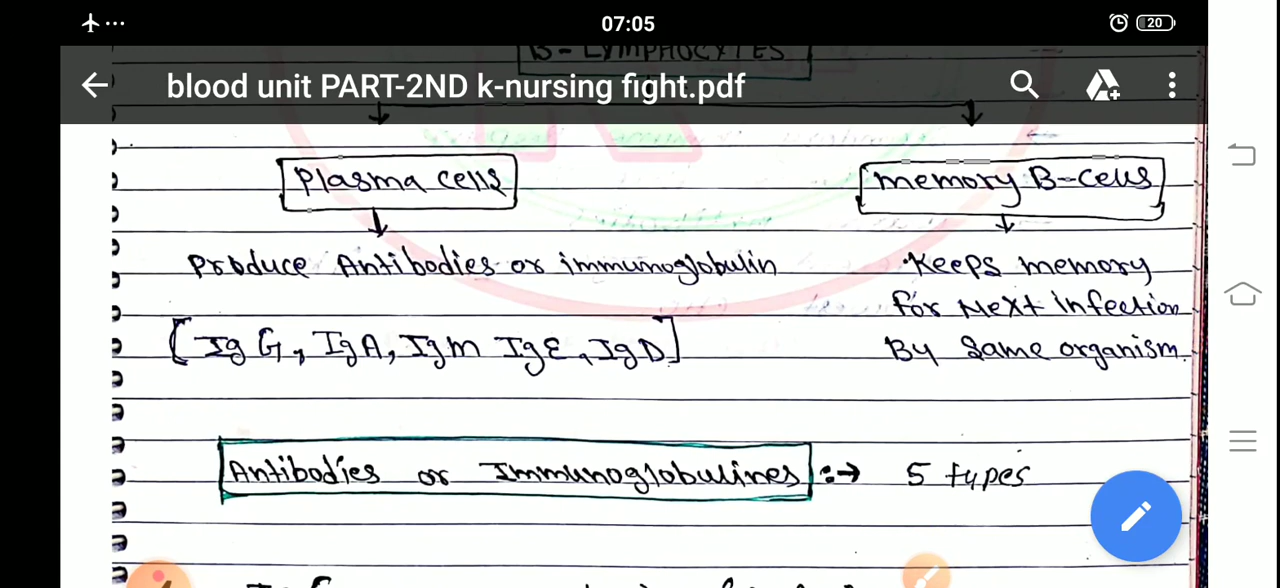 07:05
20
B-LYMPHOCYTES
blood unit PART-2ND k-nursing fight.pdf
Plasma cells
memory B-cells
Produce Antibodies or immunoglobulin
Keeps memory
for Next infection
[IgG, IgA, Igm IgE, IgD]
By Same organism.
Antibodies or Immunoglobulines :→ 5 types